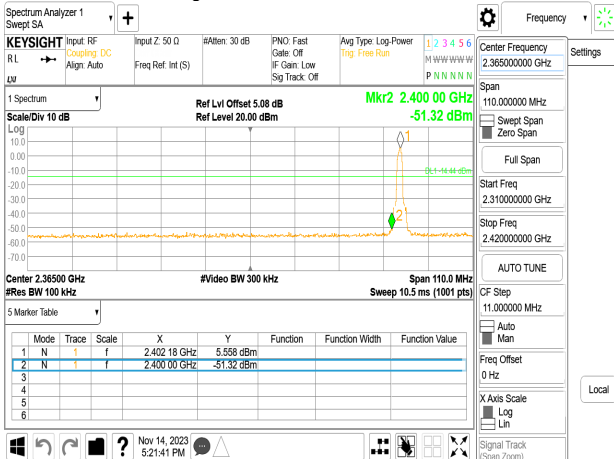 Spectrum Analyzer 1
Swept SA
+
Frequency
KEYSIGHT
Input: RF
Input Z: 50 Ω
#Atten: 30 dB
PNO: Fast
Avg Type: Log-Power
1 2 3 4 5 6
RL
Coupling: DC
Gate: Off
Trig: Free Run
M W W W W W
Align: Auto
Freq Ref: Int (S)
IF Gain: Low
Sig Track: Off
P N N N N N
LXI
1 Spectrum
Ref Lvl Offset 5.08 dB
Mkr2 2.400 00 GHz
Scale/Div 10 dB
Ref Level 20.00 dBm
-51.32 dBm
Log
10.0
0.00
-10.0
-20.0
-30.0
-40.0
-50.0
-60.0
-70.0
1
DL1 -14.44 dBm
2
Center 2.36500 GHz
#Video BW 300 kHz
Span 110.0 MHz
#Res BW 100 kHz
Sweep 10.5 ms (1001 pts)
5 Marker Table
Mode Trace Scale X Y Function Function Width Function Value
1 N 1 f 2.402 18 GHz 5.558 dBm
2 N 1 f 2.400 00 GHz -51.32 dBm
3
4
5
6
?
Nov 14, 2023
5:21:41 PM
Center Frequency
2.365000000 GHz
Settings
Span
110.000000 MHz
Swept Span
Zero Span
Full Span
Start Freq
2.310000000 GHz
Stop Freq
2.420000000 GHz
AUTO TUNE
CF Step
11.000000 MHz
Auto
Man
Freq Offset
0 Hz
Local
X Axis Scale
Log
Lin
Signal Track
(Span Zoom)